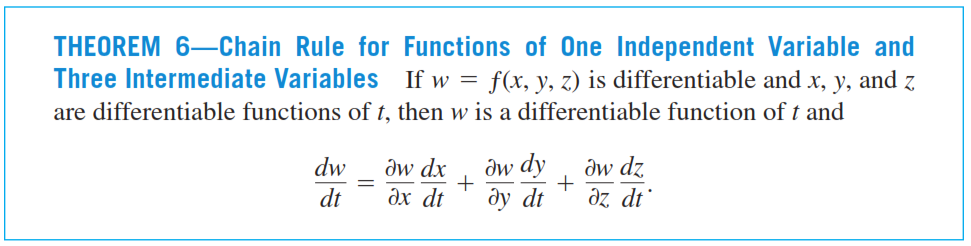 THEOREM 6—Chain Rule for Functions of One Independent Variable and
Three Intermediate Variables If w = f(x, y, z) is differentiable and x, y, and z
are differentiable functions of t, then w is a differentiable function of t and
dw/dt = ∂w/∂x dx/dt + ∂w/∂y dy/dt + ∂w/∂z dz/dt.